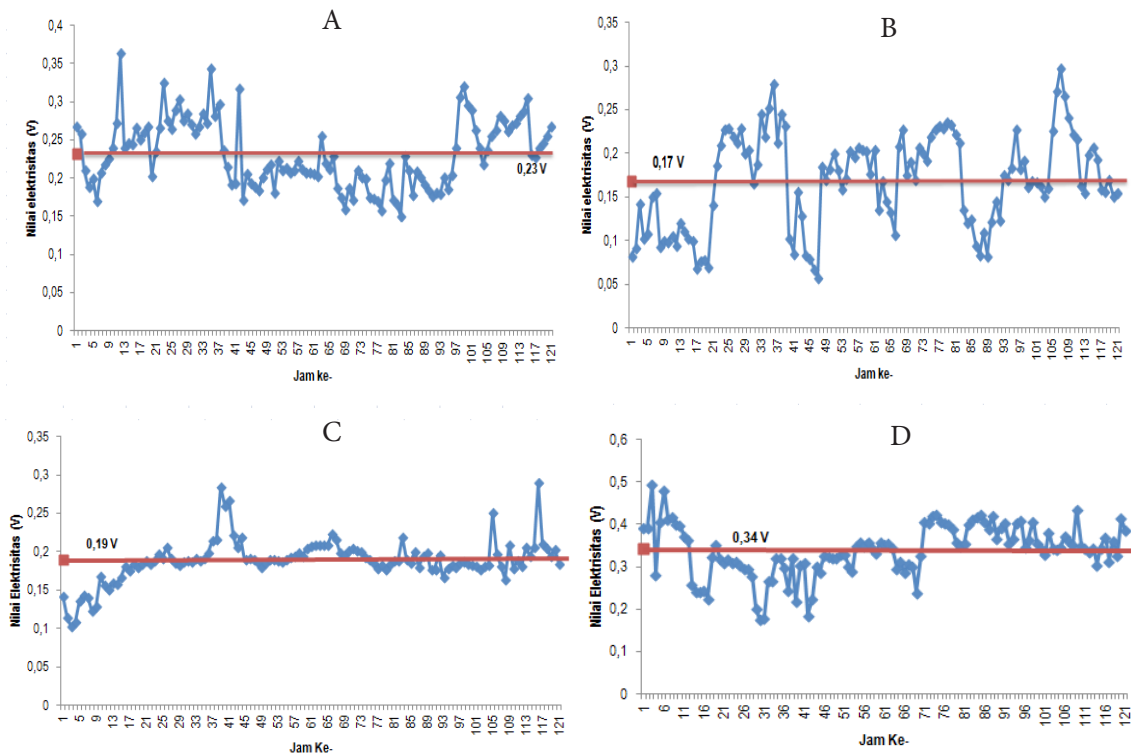 A
Nilai elektrisitas (V)
0,4
0,35
0,3
0,25
0,2
0,15
0,1
0,05
0
0,23 V
1 5 9 13 17 21 25 29 33 37 41 45 49 53 57 61 65 69 73 77 81 85 89 93 97 101 105 109 113 117 121
Jam ke-
B
Nilai elektrisitas (V)
0,35
0,3
0,25
0,2
0,15
0,1
0,05
0
0,17 V
1 5 9 13 17 21 25 29 33 37 41 45 49 53 57 61 65 69 73 77 81 85 89 93 97 101 105 109 113 117 121
Jam ke-
C
Nilai Elektrisitas (V)
0,35
0,3
0,25
0,2
0,15
0,1
0,05
0
0,19 V
1 5 9 13 17 21 25 29 33 37 41 45 49 53 57 61 65 69 73 77 81 85 89 93 97 101 105 109 113 117 121
Jam Ke-
D
Nilai Elektrisitas (V)
0,6
0,5
0,4
0,3
0,2
0,1
0
0,34 V
1 6 11 16 21 26 31 36 41 46 51 56 61 66 71 76 81 86 91 96 101 106 111 116 121
Jam Ke-